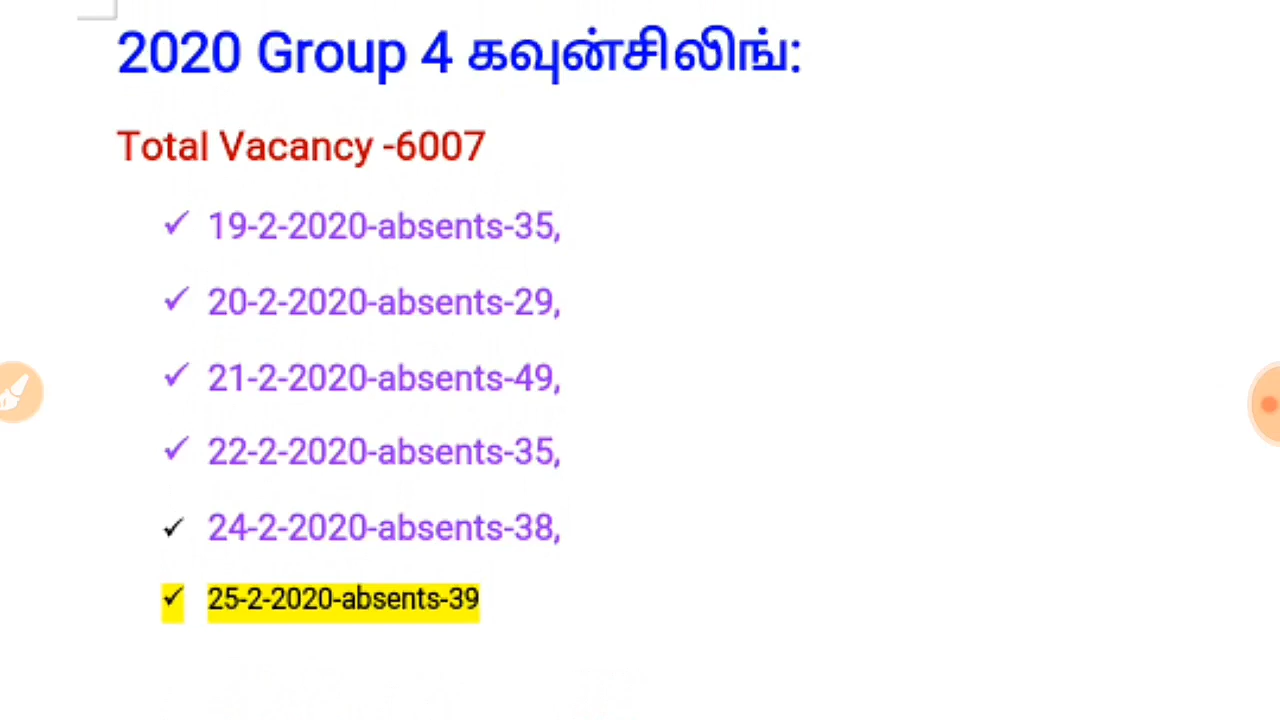 2020 Group 4 கவுன்சிலிங்:
Total Vacancy -6007
✓ 19-2-2020-absents-35,
✓ 20-2-2020-absents-29,
✓ 21-2-2020-absents-49,
✓ 22-2-2020-absents-35,
✓ 24-2-2020-absents-38,
✓ 25-2-2020-absents-39